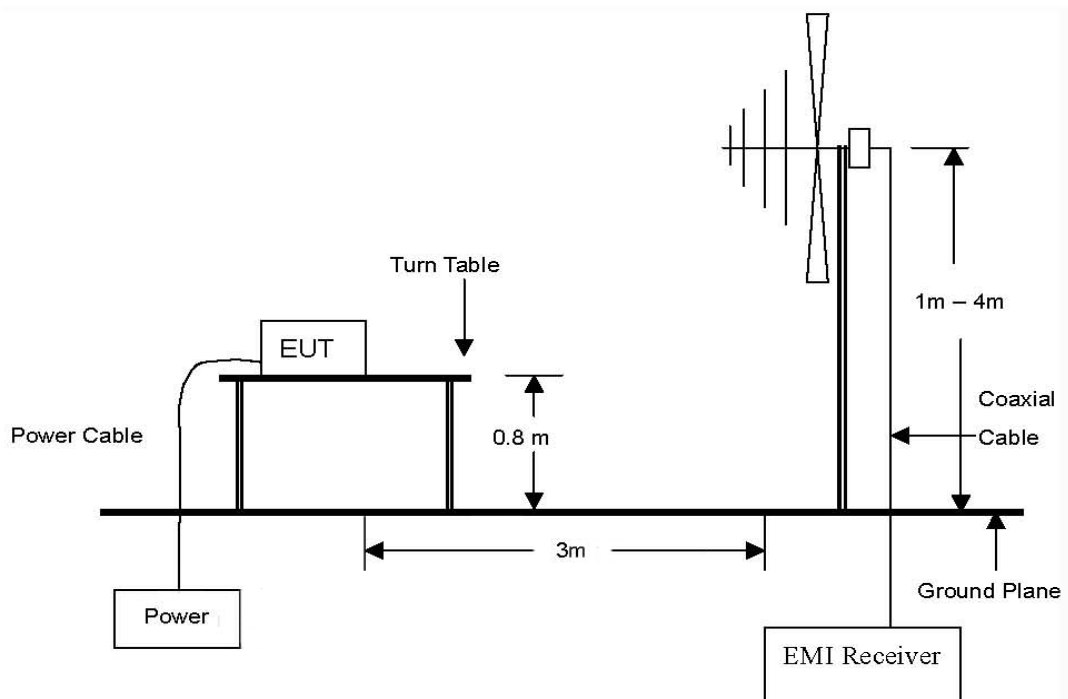 Turn Table
EUT
1m – 4m
Power Cable
0.8 m
Coaxial
Cable
3m
Ground Plane
Power
EMI Receiver